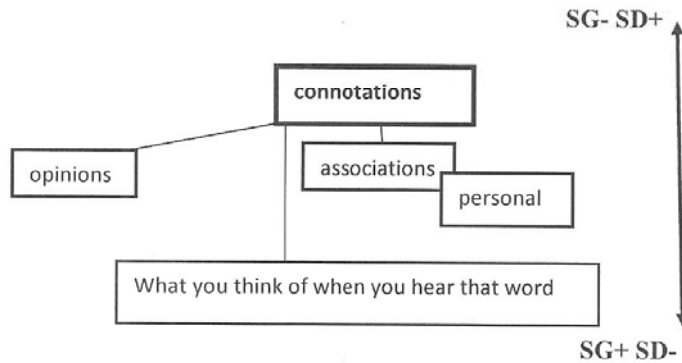 SG- SD+
connotations
opinions
associations
personal
What you think of when you hear that word
SG+ SD-